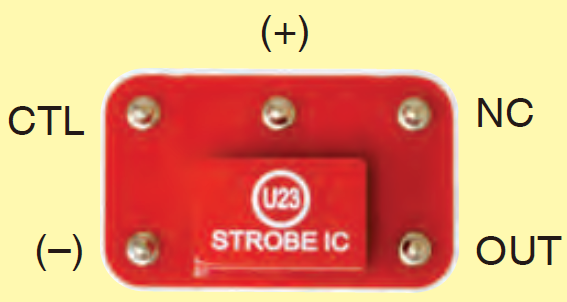 (+)
CTL
NC
U23
STROBE IC
(–)
OUT